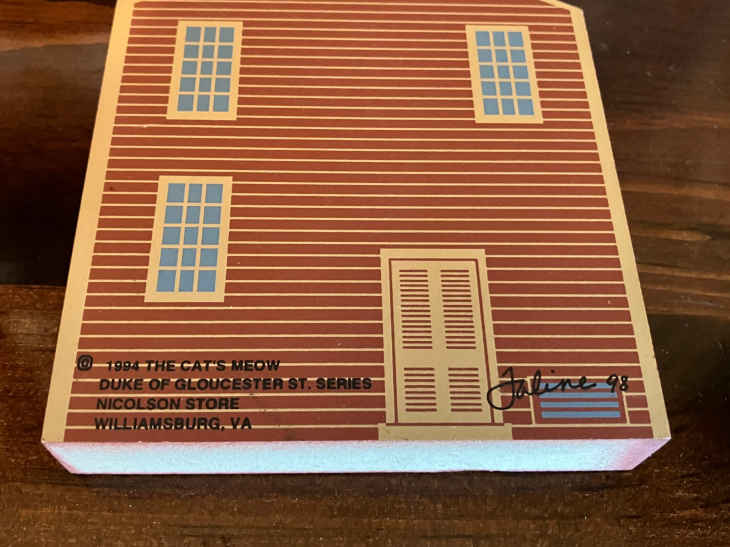 © 1994 THE CAT'S MEOW
DUKE OF GLOUCESTER ST. SERIES
NICOLSON STORE
WILLIAMSBURG, VA
Faline 98